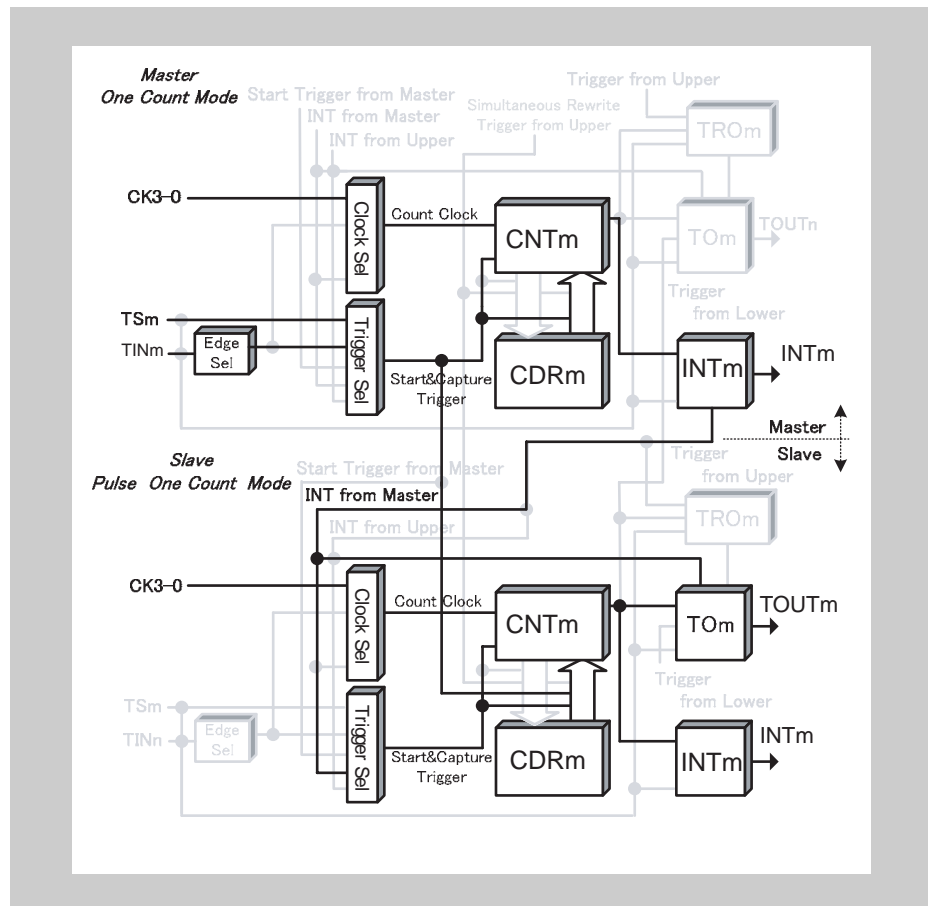 Master
One Count Mode
Start Trigger from Master
INT from Master
INT from Upper
Simultaneous Rewrite
Trigger from Upper
Trigger from Upper
TROm
CK3-0
Clock Sel
Count Clock
CNTm
TOm
TOUTn
Trigger
from Lower
TSm
TINm
Edge
Sel
Trigger Sel
Start&Capture
Trigger
CDRm
INTm
INTm
Master
Slave
Slave
Pulse One Count Mode
Start Trigger from Master
INT from Master
INT from Upper
Trigger
from Upper
TROm
CK3-0
Clock Sel
Count Clock
CNTm
TOm
TOUTm
Trigger
from Lower
TSm
TINn
Edge
Sel
Trigger Sel
Start&Capture
Trigger
CDRm
INTm
INTm